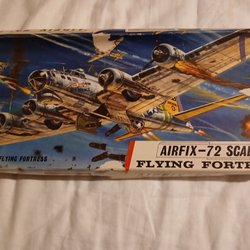 FLYING FORTRESS
AIRFIX-72 SCAL
FLYING FORTRE